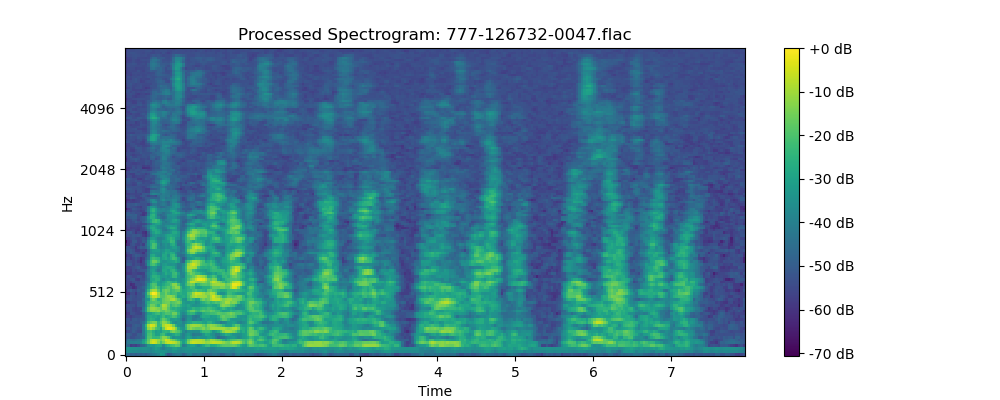 Processed Spectrogram: 777-126732-0047.flac
Hz
4096
2048
1024
512
0
0 1 2 3 4 5 6 7
Time
+0 dB
-10 dB
-20 dB
-30 dB
-40 dB
-50 dB
-60 dB
-70 dB